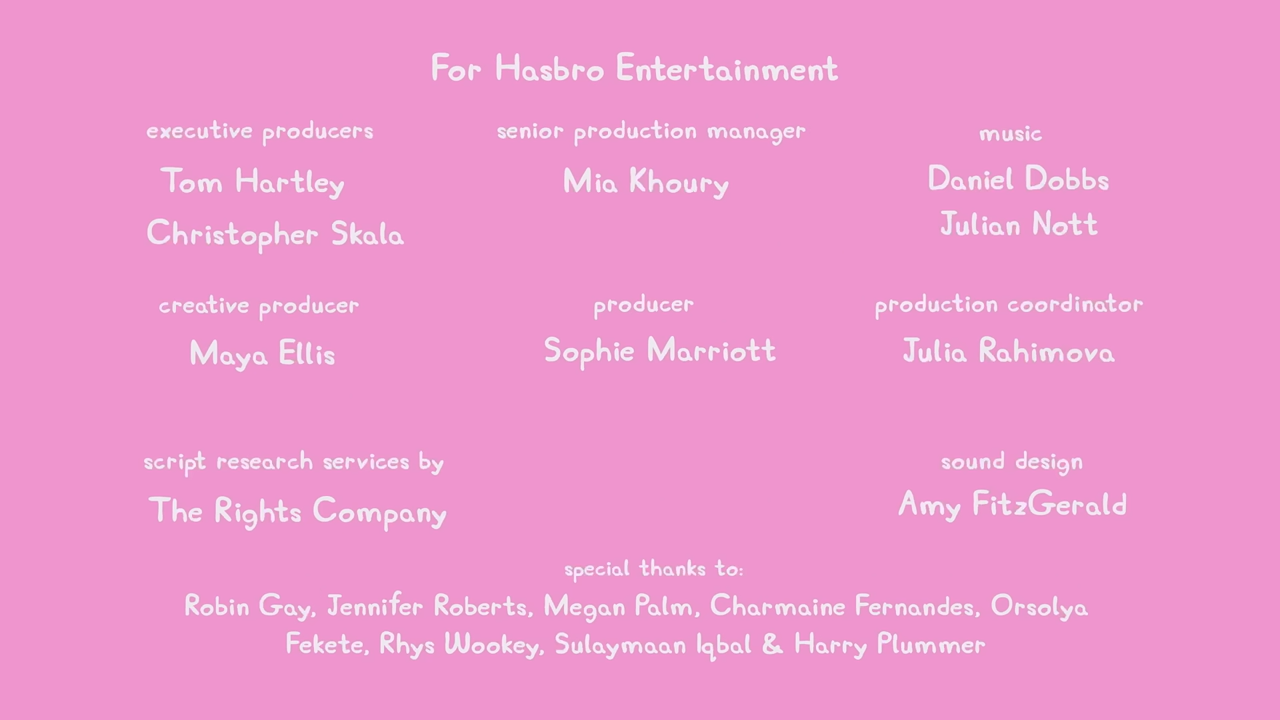 For Hasbro Entertainment
executive producers
Tom Hartley
Christopher Skala
senior production manager
Mia Khoury
music
Daniel Dobbs
Julian Nott
creative producer
Maya Ellis
producer
Sophie Marriott
production coordinator
Julia Rahimova
script research services by
The Rights Company
sound design
Amy FitzGerald
special thanks to:
Robin Gay, Jennifer Roberts, Megan Palm, Charmaine Fernandes, Orsolya
Fekete, Rhys Wookey, Sulaymaan Iqbal & Harry Plummer